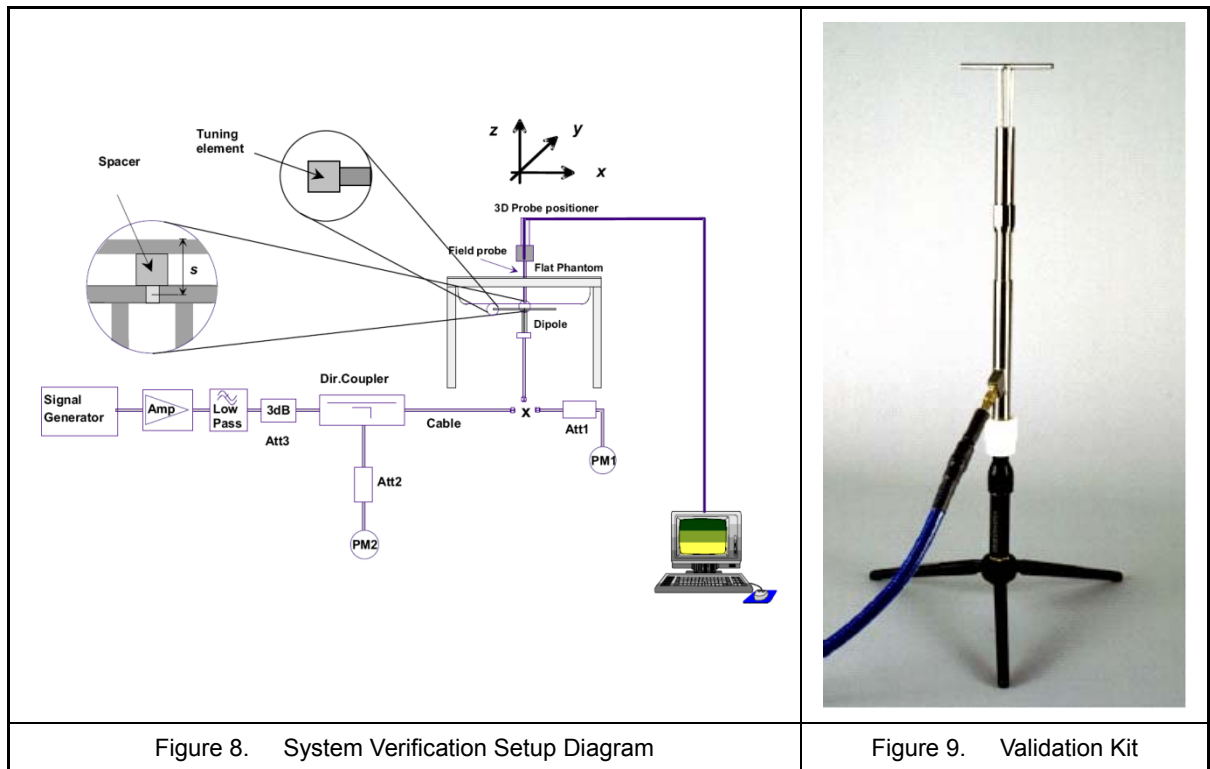 Tuning
element
Spacer
s
z
y
x
3D Probe positioner
Field probe
Flat Phantom
Dipole
Signal
Generator
Amp
Low
Pass
3dB
Att3
Dir.Coupler
Cable
x
Att1
PM1
Att2
PM2
Figure 8. System Verification Setup Diagram
Figure 9. Validation Kit